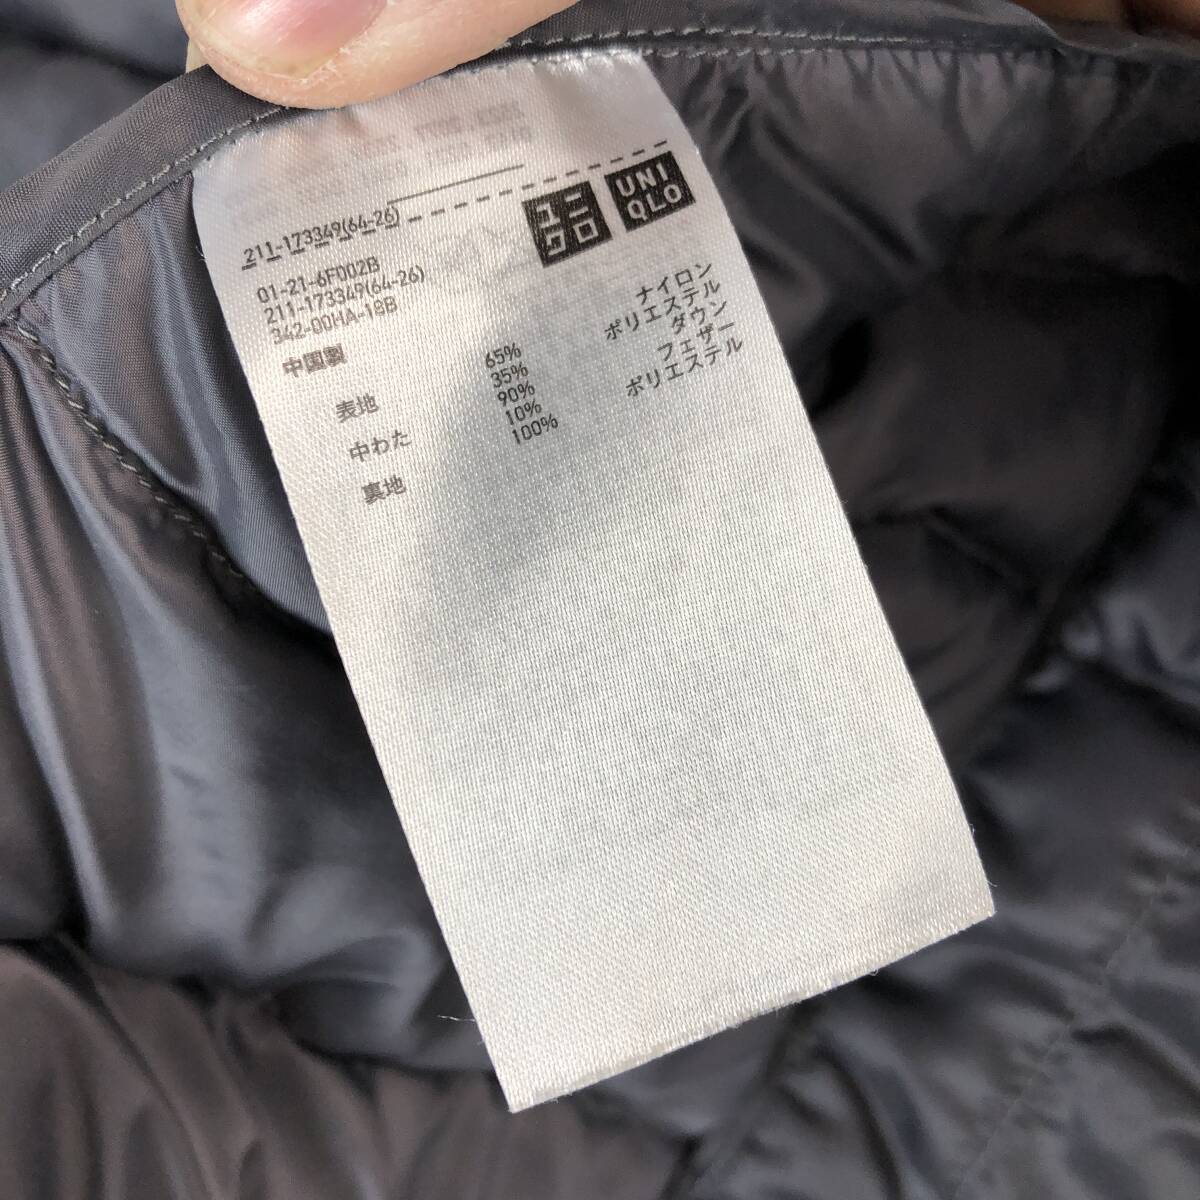 211-173349(64-26)
ユニ
クロ
UNI
QLO
01-21-6F002B
211-173349(64-26)
342-00HA-18B
中国製
表地 65% ナイロン
35% ポリエステル
中わた 90% ダウン
10% フェザー
裏地 100% ポリエステル